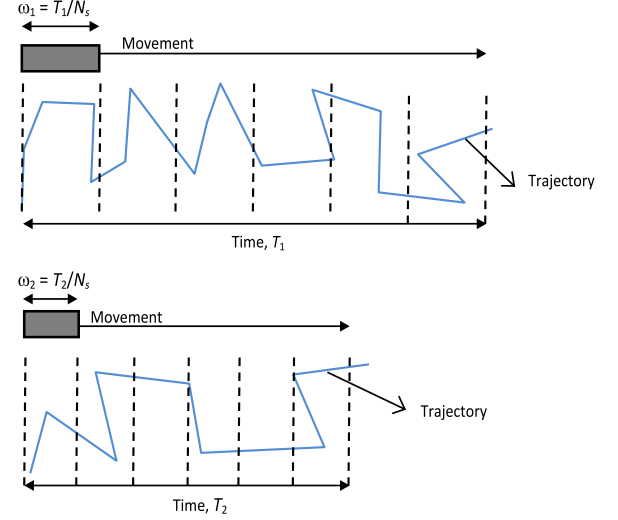 ω₁ = T₁/Nₛ
Movement
Trajectory
Time, T₁
ω₂ = T₂/Nₛ
Movement
Trajectory
Time, T₂